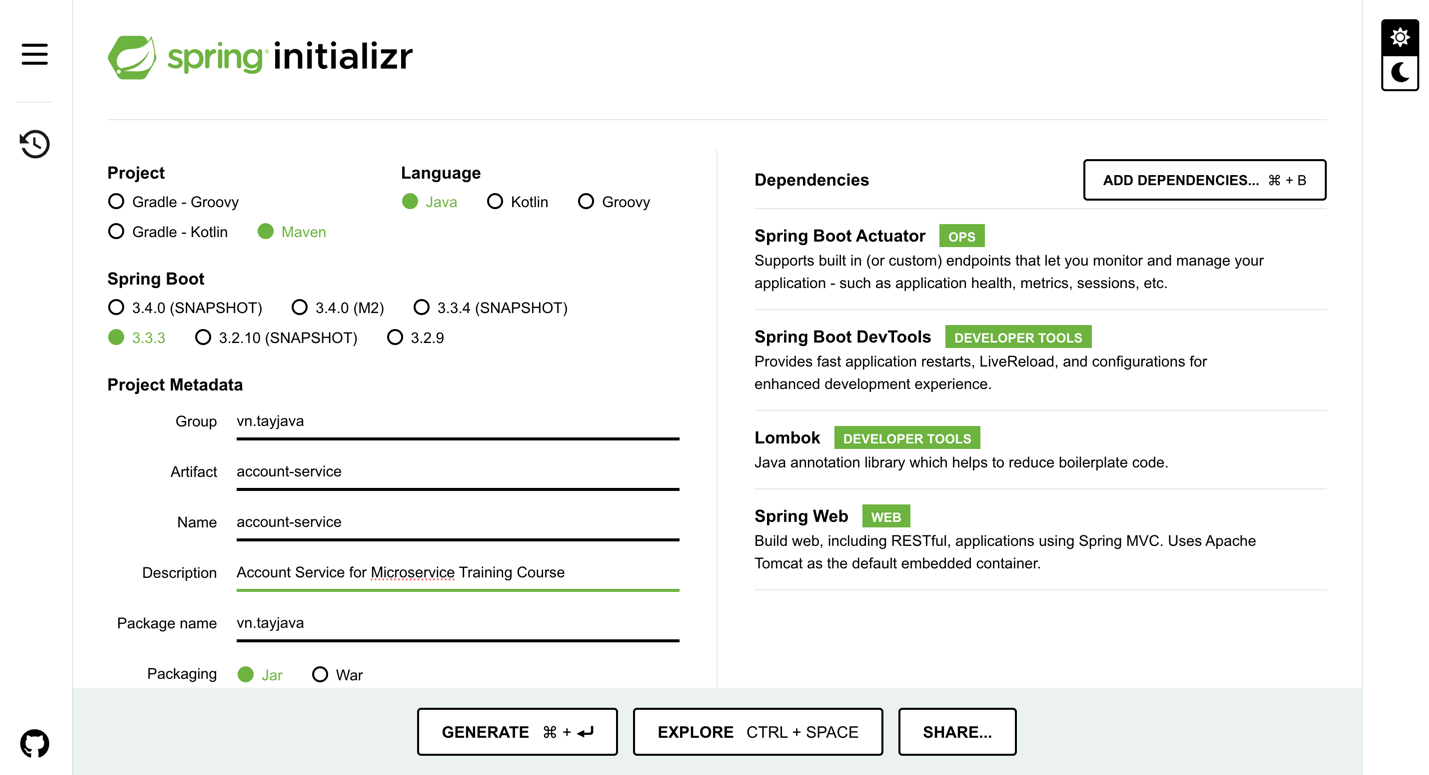 spring initializr
Project
Gradle - Groovy
Gradle - Kotlin Maven
Language
Java Kotlin Groovy
Spring Boot
3.4.0 (SNAPSHOT) 3.4.0 (M2) 3.3.4 (SNAPSHOT)
3.3.3 3.2.10 (SNAPSHOT) 3.2.9
Project Metadata
Group vn.tayjava
Artifact account-service
Name account-service
Description Account Service for Microservice Training Course
Package name vn.tayjava
Packaging Jar War
Dependencies ADD DEPENDENCIES... ⌘ + B
Spring Boot Actuator OPS
Supports built in (or custom) endpoints that let you monitor and manage your
application - such as application health, metrics, sessions, etc.
Spring Boot DevTools DEVELOPER TOOLS
Provides fast application restarts, LiveReload, and configurations for
enhanced development experience.
Lombok DEVELOPER TOOLS
Java annotation library which helps to reduce boilerplate code.
Spring Web WEB
Build web, including RESTful, applications using Spring MVC. Uses Apache
Tomcat as the default embedded container.
GENERATE ⌘ + ⏎ EXPLORE CTRL + SPACE SHARE...